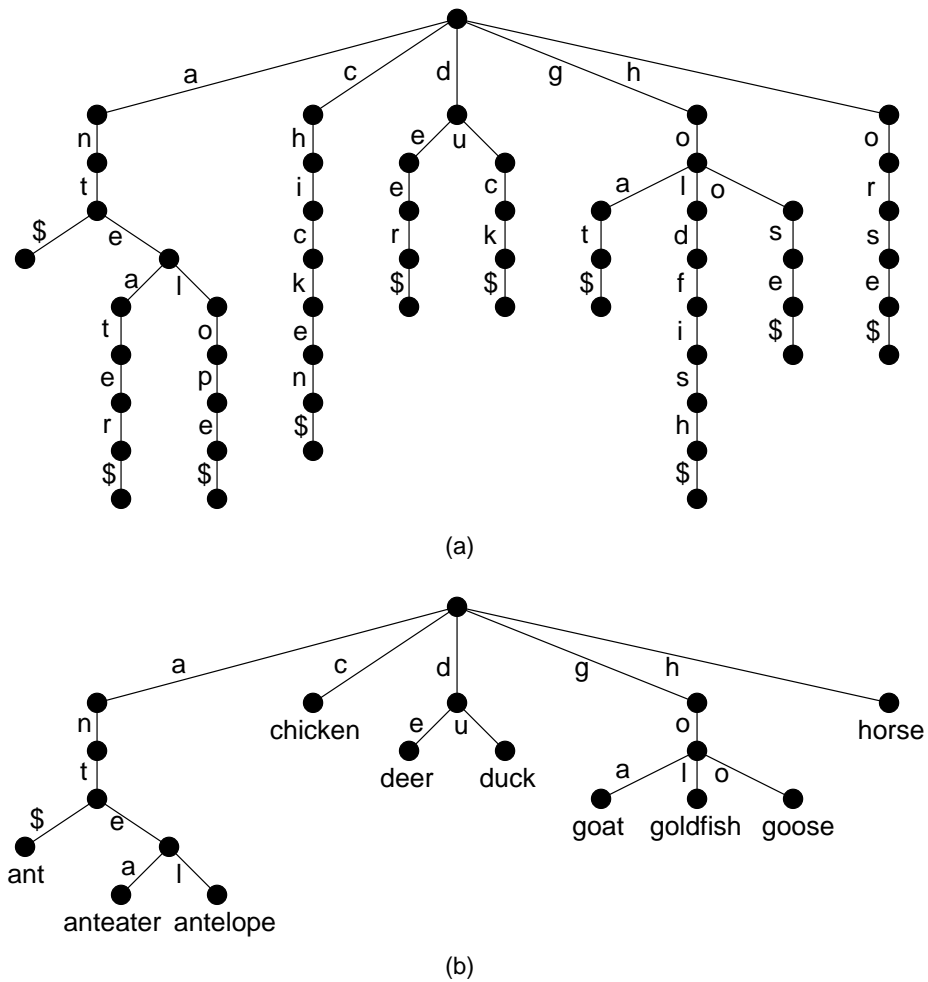 a c d g h
n h e u o o
t i e c a l o r
$ e c r k t d s s
a l k $ $ $ f e e
t o e i $ $
e p n s
r e $ h
$ $ $
(a)
a c d g h
n chicken e u o horse
t deer duck a l o
$ e goat goldfish goose
ant a l
anteater antelope
(b)